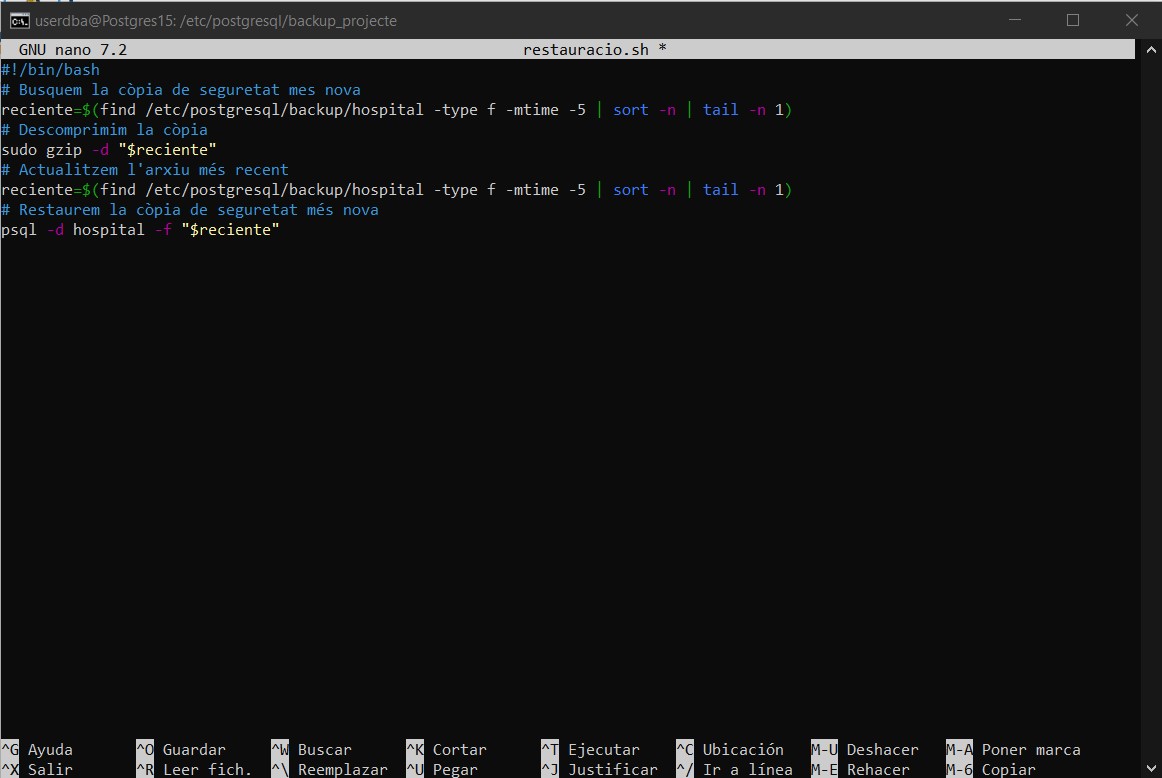 userdba@Postgres15: /etc/postgresql/backup_projecte
GNU nano 7.2 restauracio.sh *
#!/bin/bash
# Busquem la còpia de seguretat mes nova
reciente=$(find /etc/postgresql/backup/hospital -type f -mtime -5 | sort -n | tail -n 1)
# Descomprimim la còpia
sudo gzip -d "$reciente"
# Actualitzem l'arxiu més recent
reciente=$(find /etc/postgresql/backup/hospital -type f -mtime -5 | sort -n | tail -n 1)
# Restaurem la còpia de seguretat més nova
psql -d hospital -f "$reciente"
^G Ayuda ^O Guardar ^W Buscar ^K Cortar ^T Ejecutar ^C Ubicación M-U Deshacer M-A Poner marca
^X Salir ^R Leer fich. ^\ Reemplazar ^U Pegar ^J Justificar ^/ Ir a línea M-E Rehacer M-6 Copiar